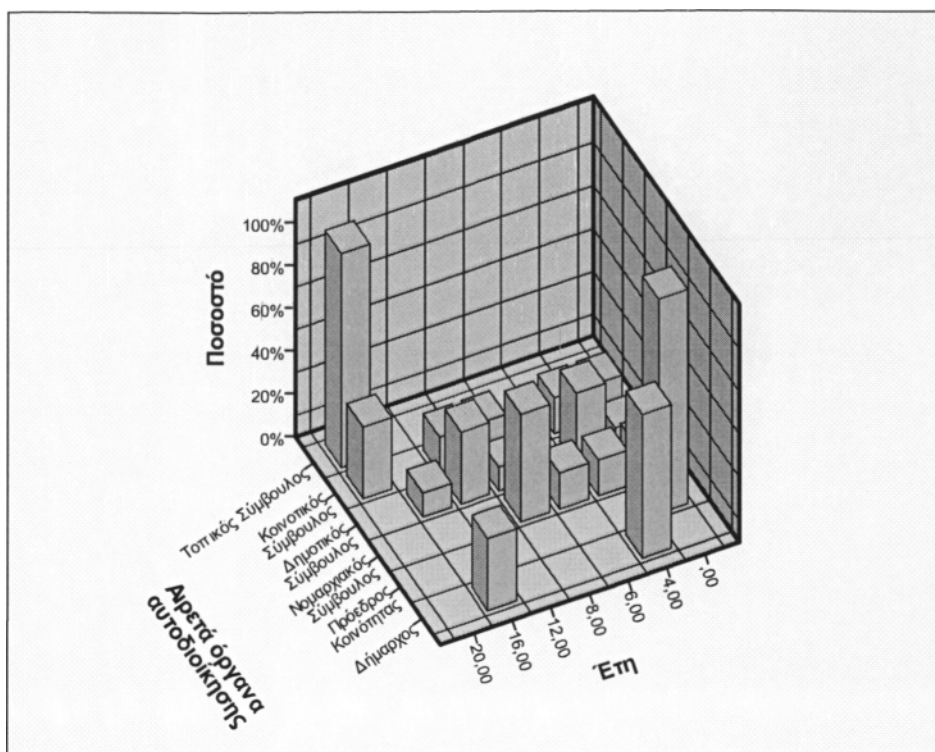 Ποσοστό
100%
80%
60%
40%
20%
0%
Τοπικός Σύμβουλος
Κοινοτικός
Σύμβουλος
Δημοτικός
Σύμβουλος
Νομαρχιακός
Σύμβουλος
Πρόεδρος
Κοινότητας
Δήμαρχος
Αιρετά όργανα
αυτοδιοίκησης
20,00
16,00
12,00
8,00
6,00
4,00
,00
Έτη